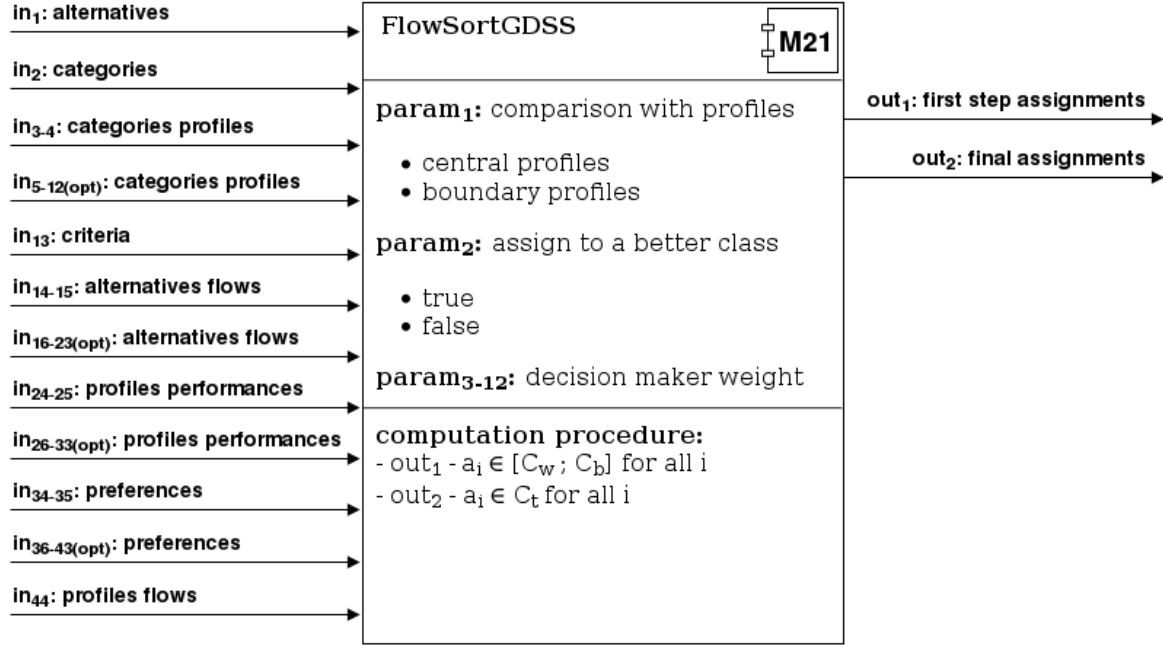 in1: alternatives
in2: categories
in3-4: categories profiles
in5-12(opt): categories profiles
in13: criteria
in14-15: alternatives flows
in16-23(opt): alternatives flows
in24-25: profiles performances
in26-33(opt): profiles performances
in34-35: preferences
in36-43(opt): preferences
in44: profiles flows
FlowSortGDSS
M21
param1: comparison with profiles
• central profiles
• boundary profiles
param2: assign to a better class
• true
• false
param3-12: decision maker weight
computation procedure:
- out1 - ai ∈ [Cw ; Cb] for all i
- out2 - ai ∈ Ct for all i
out1: first step assignments
out2: final assignments